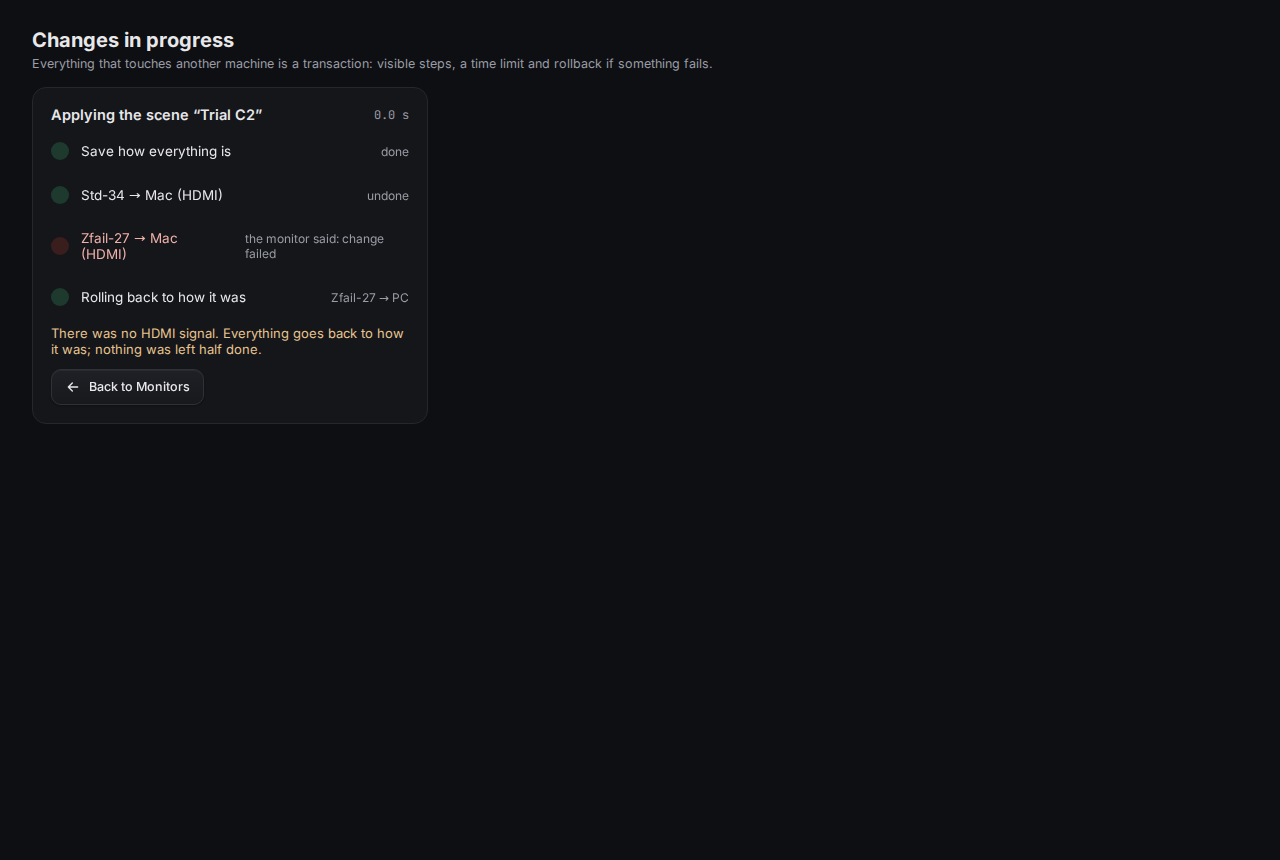 Changes in progress
Everything that touches another machine is a transaction: visible steps, a time limit and rollback if something fails.
Applying the scene “Trial C2” 0.0 s
Save how everything is done
Std-34 → Mac (HDMI) undone
Zfail-27 → Mac (HDMI)
the monitor said: change failed
Rolling back to how it was Zfail-27 → PC
There was no HDMI signal. Everything goes back to how
it was; nothing was left half done.
← Back to Monitors